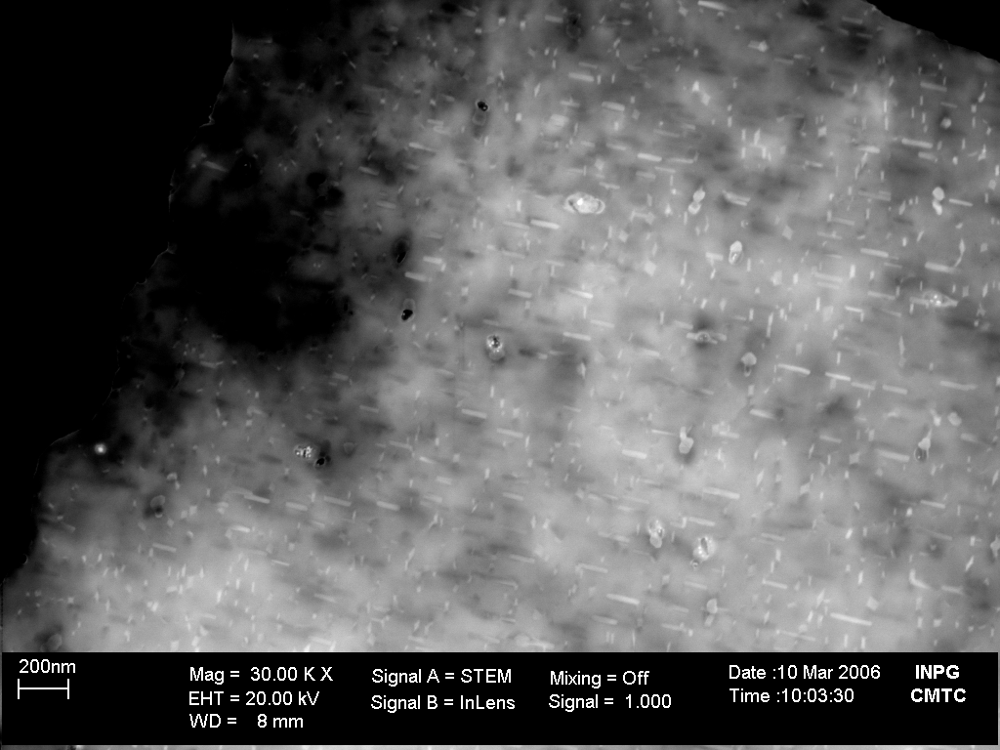 200nm
Mag = 30.00 K X
EHT = 20.00 kV
WD = 8 mm
Signal A = STEM
Signal B = InLens
Mixing = Off
Signal = 1.000
Date :10 Mar 2006
Time :10:03:30
INPG
CMTC